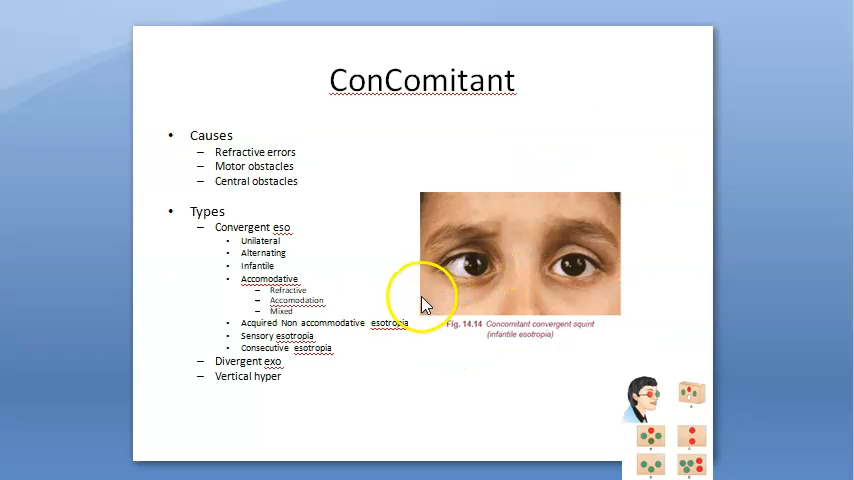 ConComitant
• Causes
– Refractive errors
– Motor obstacles
– Central obstacles
• Types
– Convergent eso
• Unilateral
• Alternating
• Infantile
• Accomodative
– Refractive
– Accomodation
– Mixed
• Acquired Non accommodative esotropia
• Sensory esotropia
• Consecutive esotropia
– Divergent exo
– Vertical hyper
Fig. 14.14 Concomitant convergent squint
(infantile esotropia)